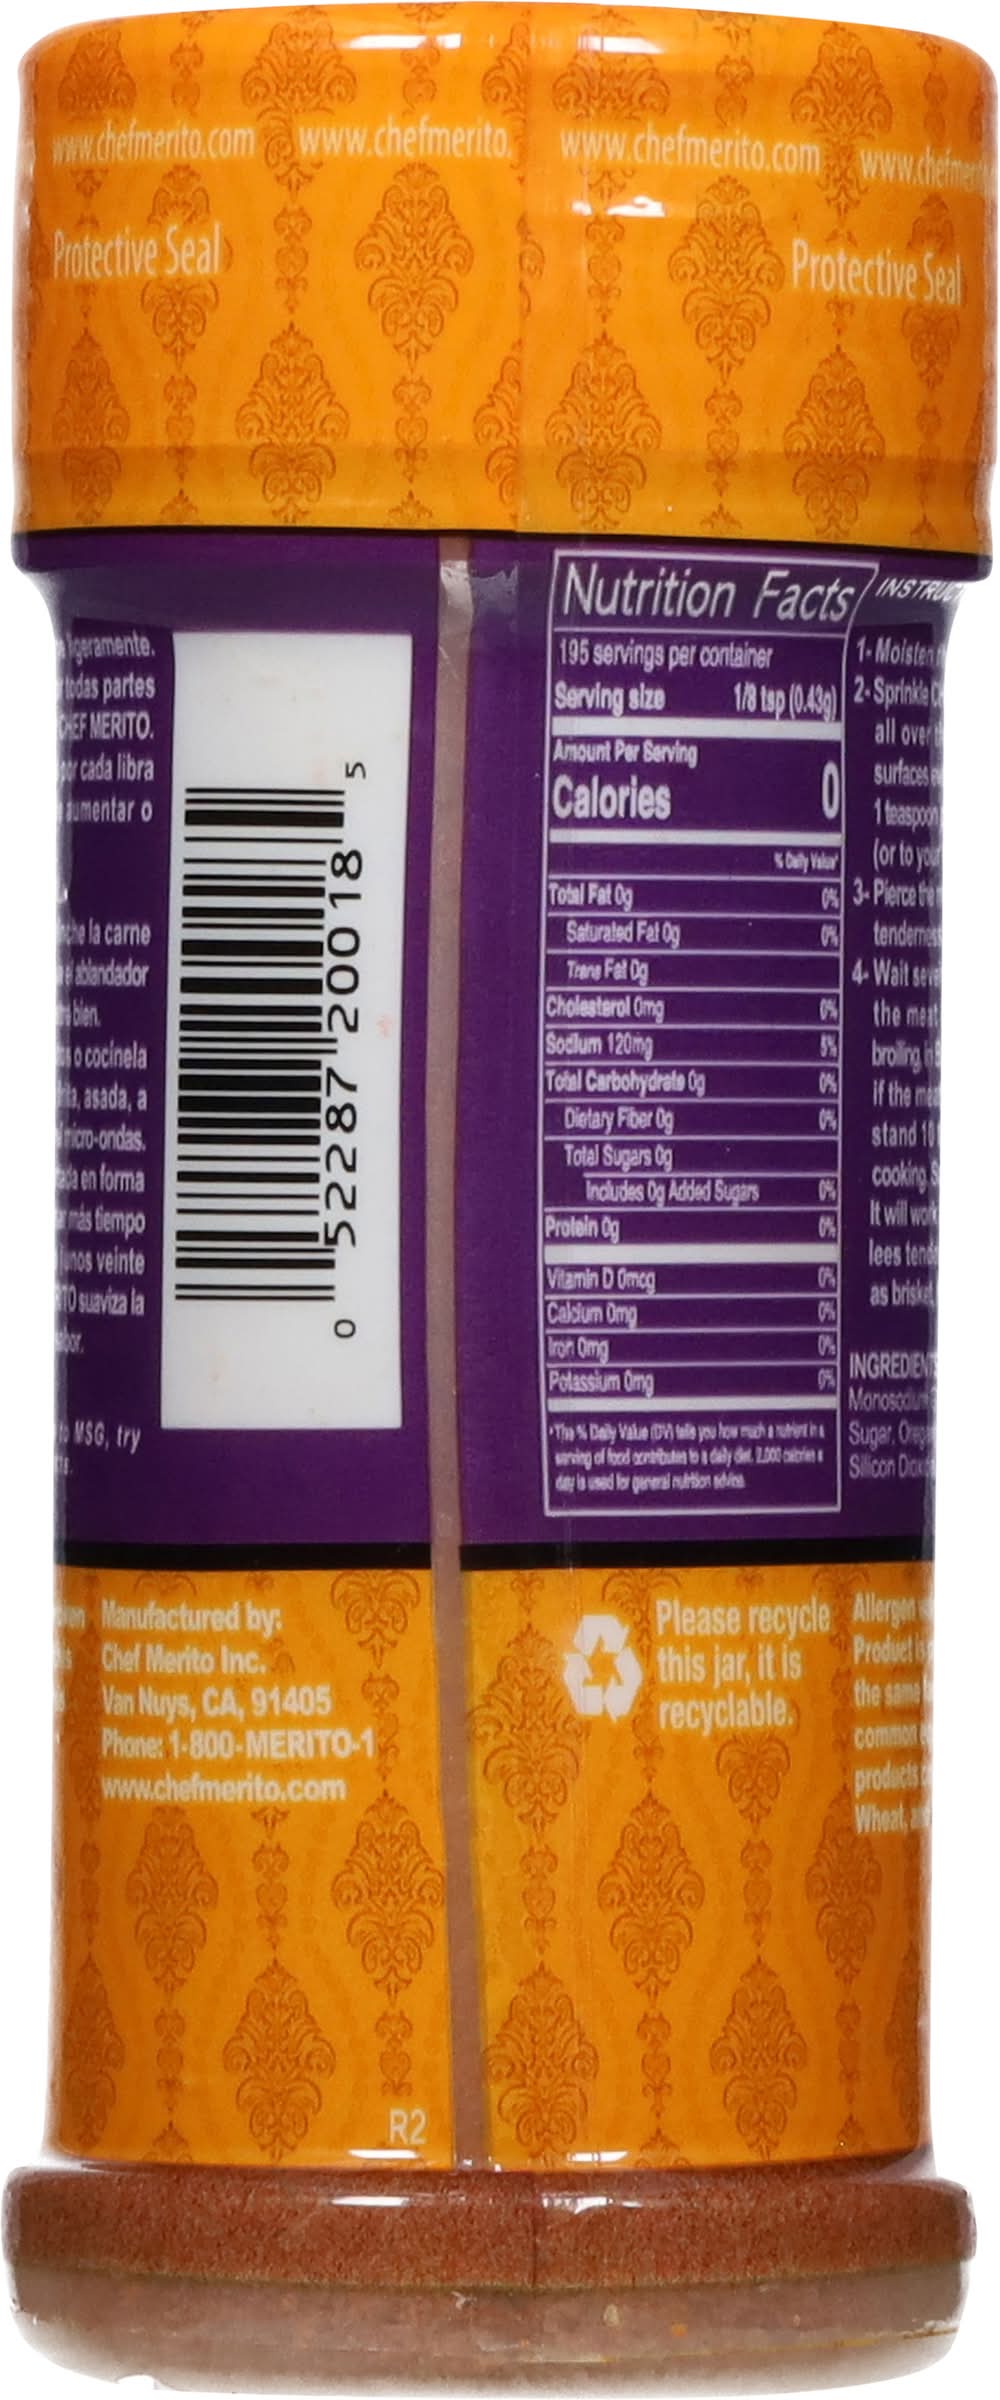 www.chefmerito.com
www.chefmerito.
www.chefmerito.com
www.chefmerit
Protective Seal
Protective Seal
ligeramente.
todas partes
CHEF MERITO.
por cada libra
aumentar o
la carne
el ablandador
bien.
o cocinela
asada, a
micro-ondas.
en forma
más tiempo
unos veinte
suaviza la
to MSG, try
0 52287 20018 5
Nutrition Facts
195 servings per container
Serving size 1/8 tsp (0.43g)
Amount Per Serving
Calories 0
% Daily Value*
Total Fat 0g 0%
Saturated Fat 0g 0%
Trans Fat 0g
Cholesterol 0mg 0%
Sodium 120mg 5%
Total Carbohydrate 0g 0%
Dietary Fiber 0g 0%
Total Sugars 0g
Includes 0g Added Sugars 0%
Protein 0g 0%
Vitamin D 0mcg 0%
Calcium 0mg 0%
Iron 0mg 0%
Potassium 0mg 0%
*The % Daily Value (DV) tells you how much a nutrient in a
serving of food contributes to a daily diet. 2,000 calories a
day is used for general nutrition advice.
INSTRUC
1- Moisten
2- Sprinkle
all over
surfaces
1 teaspoon
(or to your
3- Pierce the
tenderness
4- Wait
the meat
broiling,
If the
stand 10
cooking.
It will work
lees
as brisket,
INGREDIENTS
Sugar,
Silicon
Manufactured by:
Chef Merito Inc.
Van Nuys, CA, 91405
Phone: 1-800-MERITO-1
www.chefmerito.com
Please recycle
this jar, it is
recyclable.
Allergen
Product is
the same
common
products
Wheat,
R2